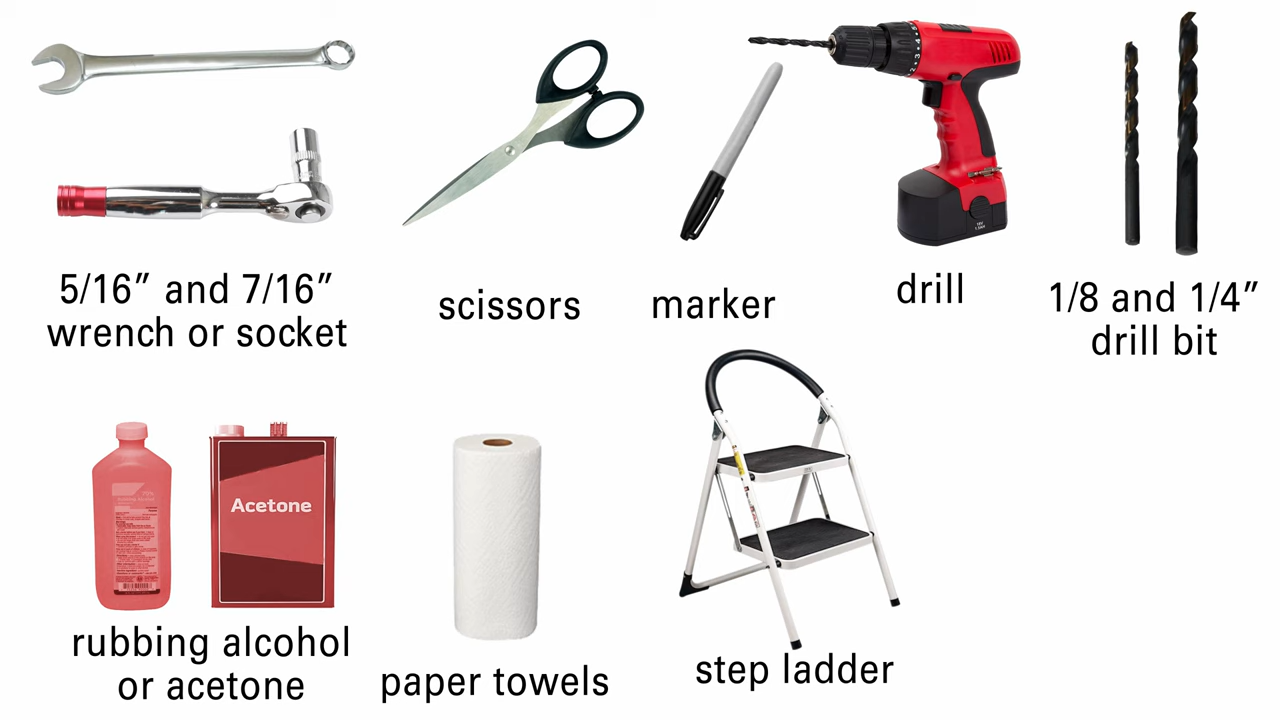 5/16” and 7/16”
wrench or socket
scissors
marker
drill
1/8 and 1/4”
drill bit
Acetone
rubbing alcohol
or acetone
paper towels
step ladder